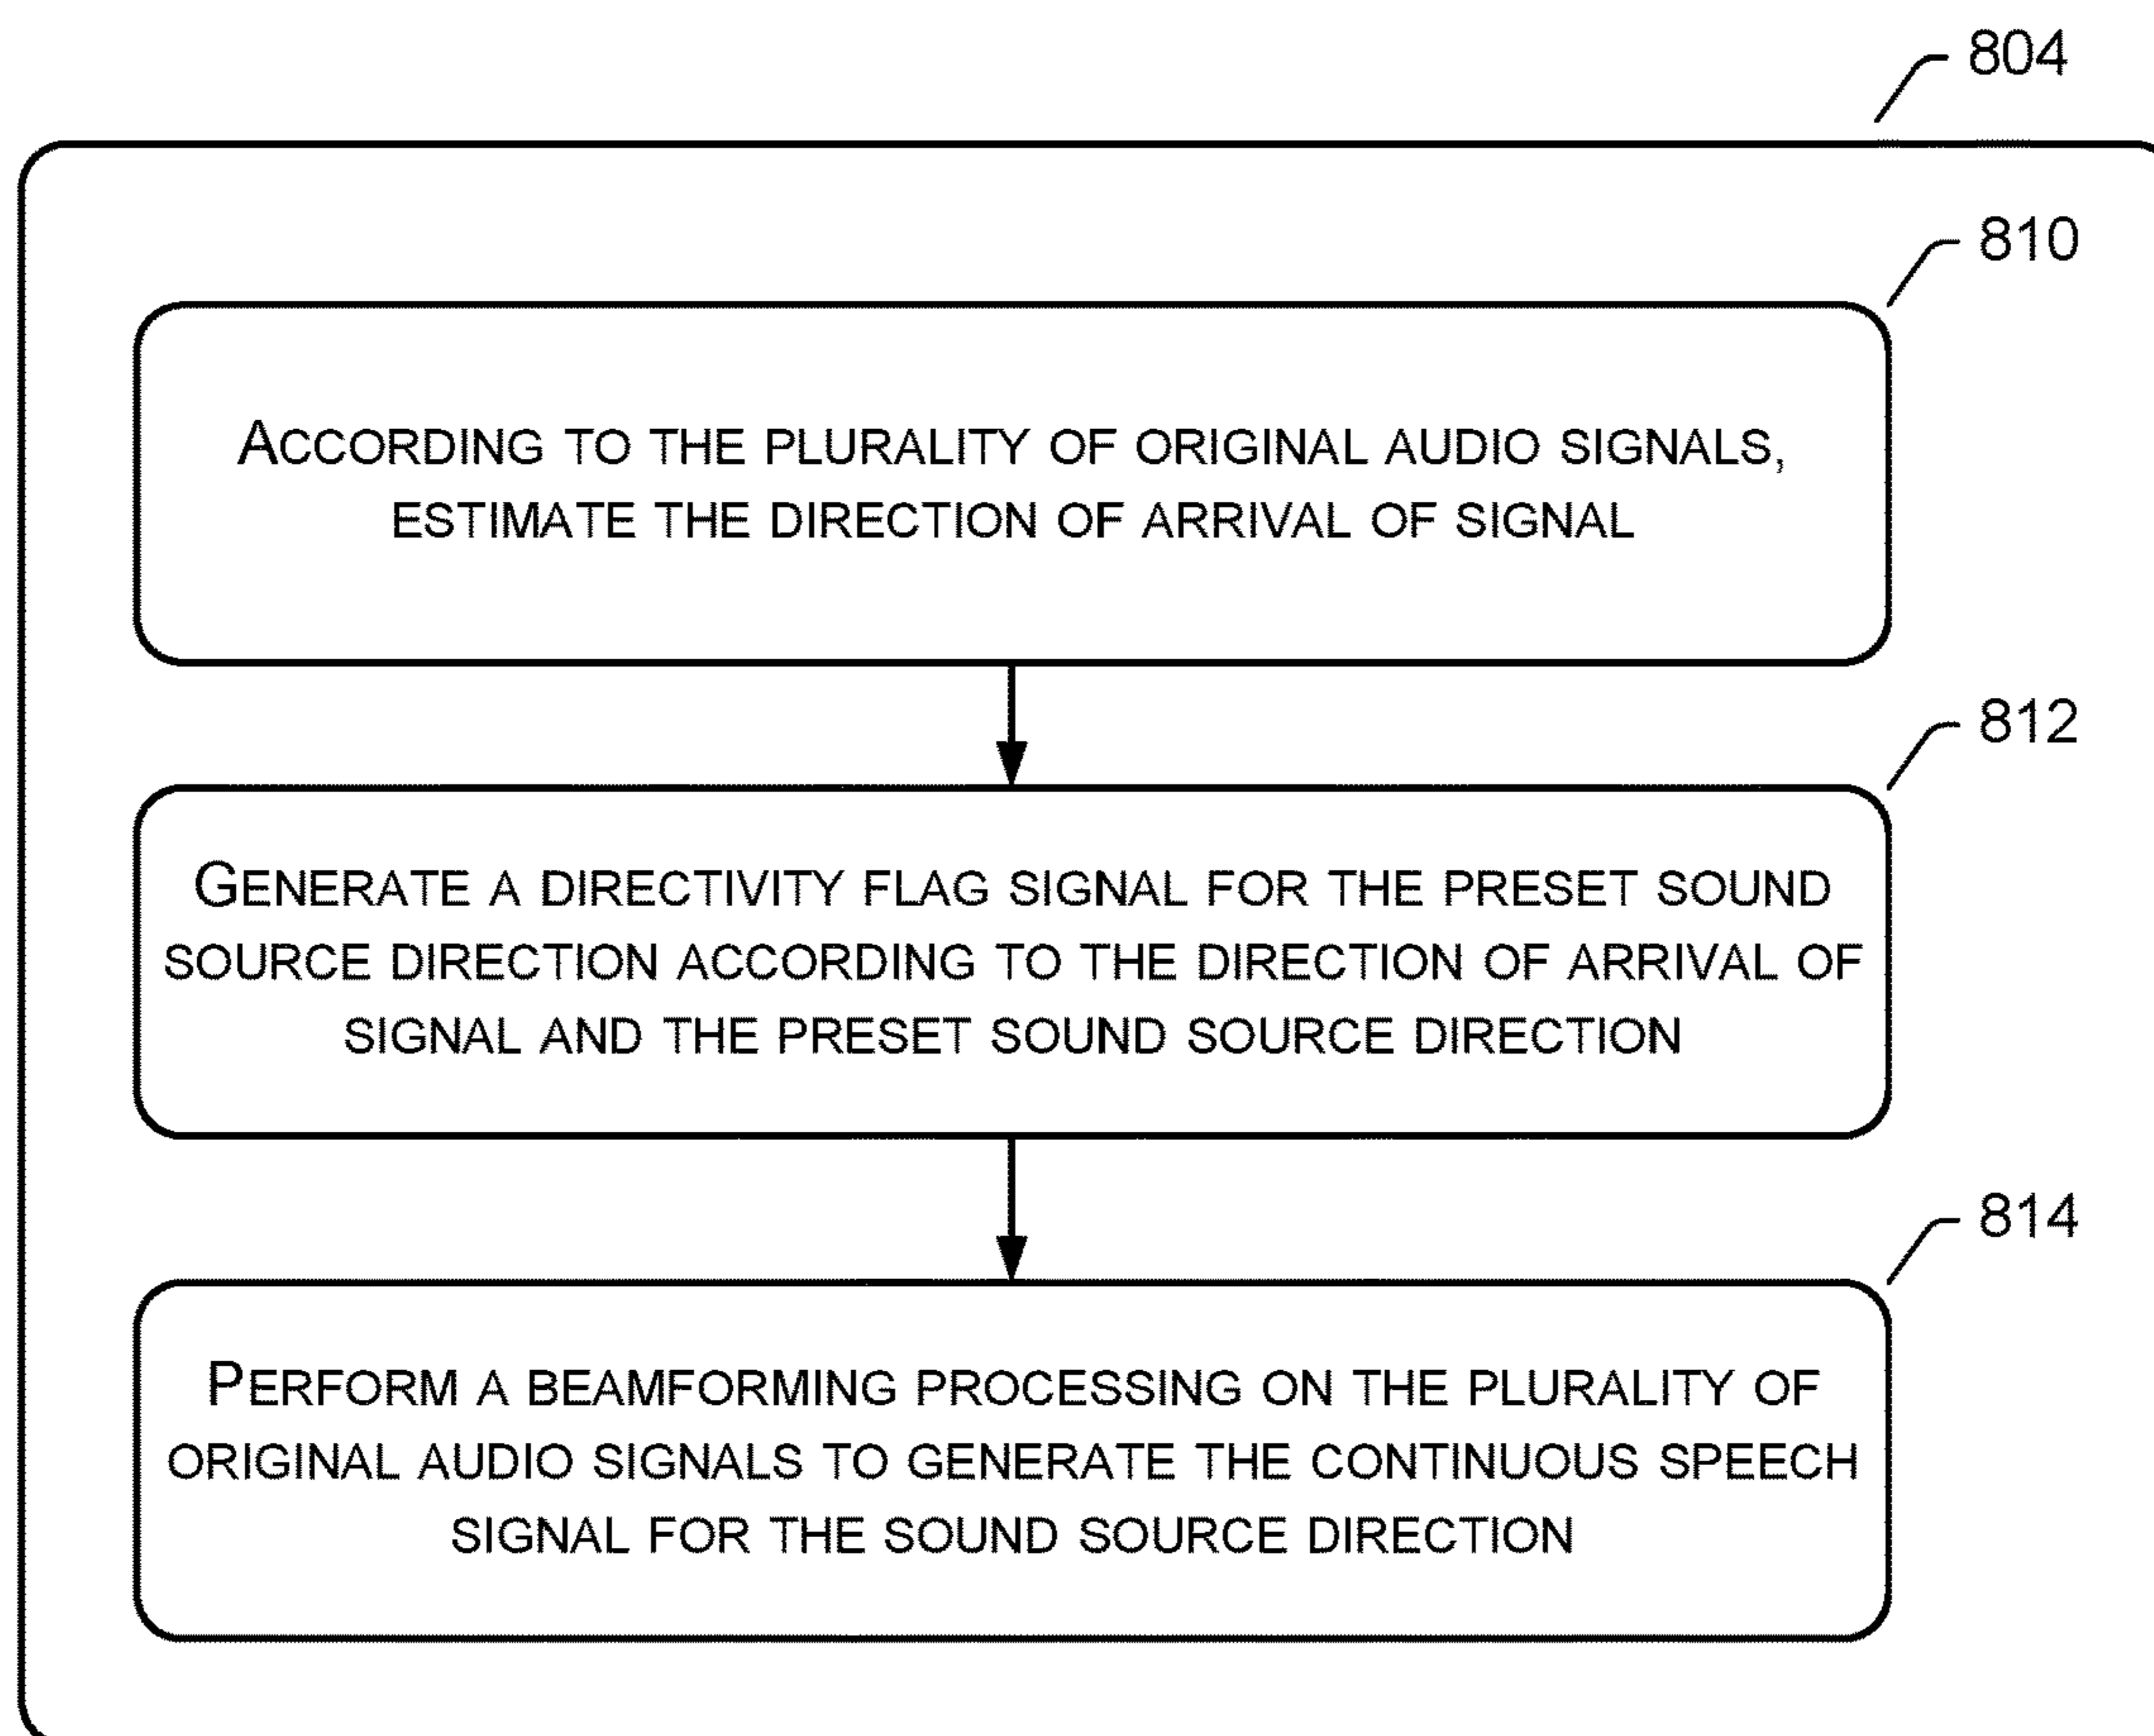 804
810
ACCORDING TO THE PLURALITY OF ORIGINAL AUDIO SIGNALS,
ESTIMATE THE DIRECTION OF ARRIVAL OF SIGNAL
812
GENERATE A DIRECTIVITY FLAG SIGNAL FOR THE PRESET SOUND
SOURCE DIRECTION ACCORDING TO THE DIRECTION OF ARRIVAL OF
SIGNAL AND THE PRESET SOUND SOURCE DIRECTION
814
PERFORM A BEAMFORMING PROCESSING ON THE PLURALITY OF
ORIGINAL AUDIO SIGNALS TO GENERATE THE CONTINUOUS SPEECH
SIGNAL FOR THE SOUND SOURCE DIRECTION